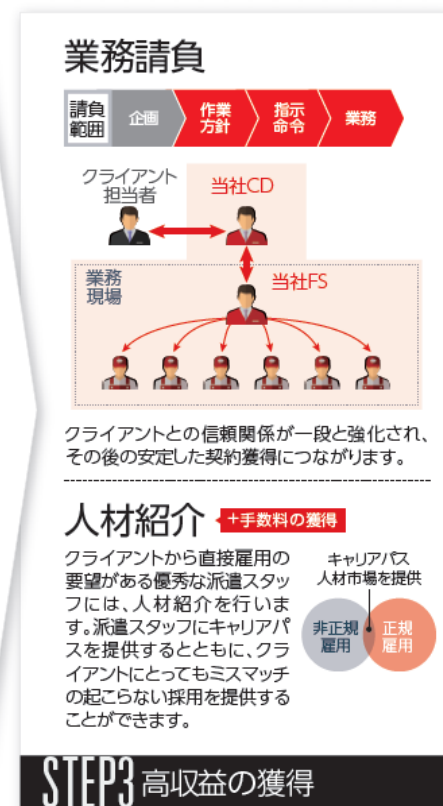 業務請負
請負
範囲
企画
作業
方針
指示
命令
業務
クライアント
担当者
当社CD
業務
現場
当社FS
クライアントとの信頼関係が一段と強化され、
その後の安定した契約獲得につながります。
人材紹介
+手数料の獲得
クライアントから直接雇用の
要望がある優秀な派遣スタッ
フには、人材紹介を行いま
す。派遣スタッフにキャリアパ
スを提供するとともに、クラ
イアントにとってもミスマッチ
の起こらない採用を提供する
ことができます。
キャリアパス
人材市場を提供
非正規
雇用
正規
雇用
STEP3 高収益の獲得